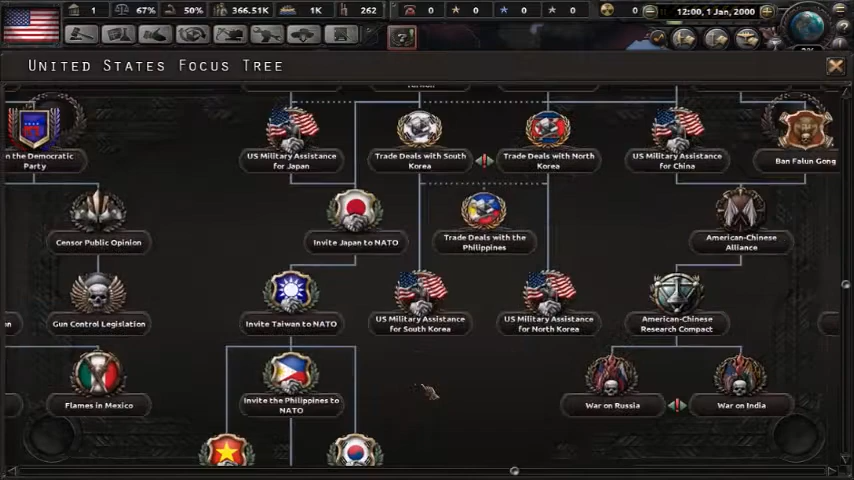 1
67%
50%
366.51K
1K
262
0
0
0
0
0
12:00, 1 Jan, 2000
United States Focus Tree
n the Democratic
Party
US Military Assistance
for Japan
Trade Deals with South
Korea
Trade Deals with North
Korea
US Military Assistance
for China
Ban Falun Gong
Censor Public Opinion
Invite Japan to NATO
Trade Deals with the
Philippines
American-Chinese
Alliance
Gun Control Legislation
Invite Taiwan to NATO
US Military Assistance
for South Korea
US Military Assistance
for North Korea
American-Chinese
Research Compact
Flames in Mexico
Invite the Philippines to
NATO
War on Russia
War on India